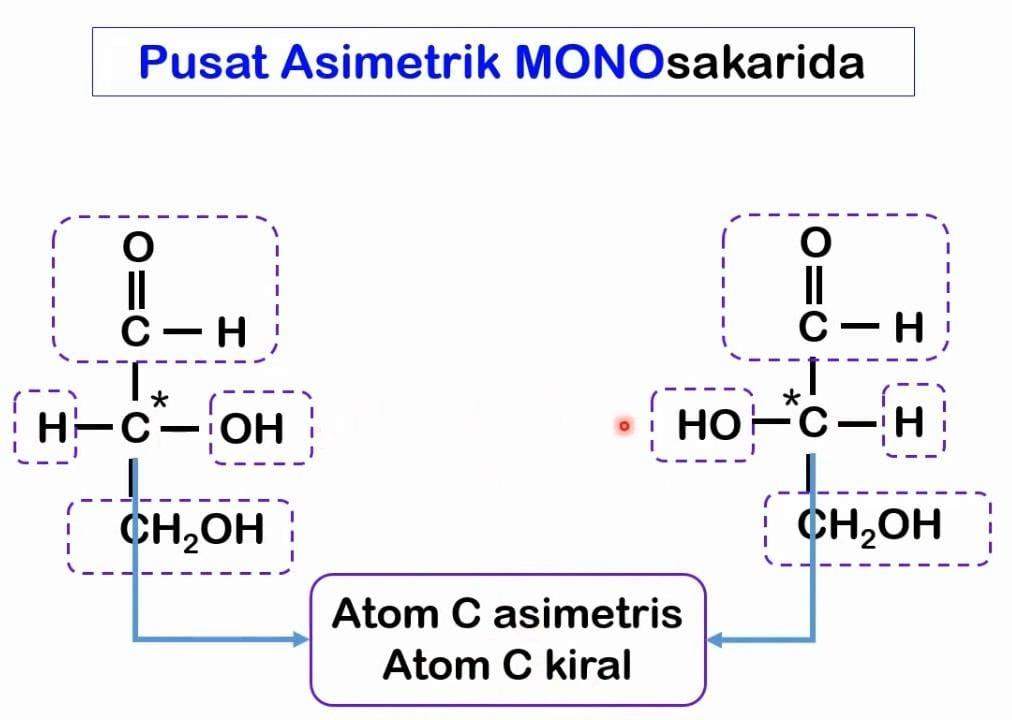 Pusat Asimetrik MONOsakarida
O
||
C — H
|
H — C* — OH
|
CH₂OH
O
||
C — H
|
HO — *C — H
|
CH₂OH
Atom C asimetris
Atom C kiral